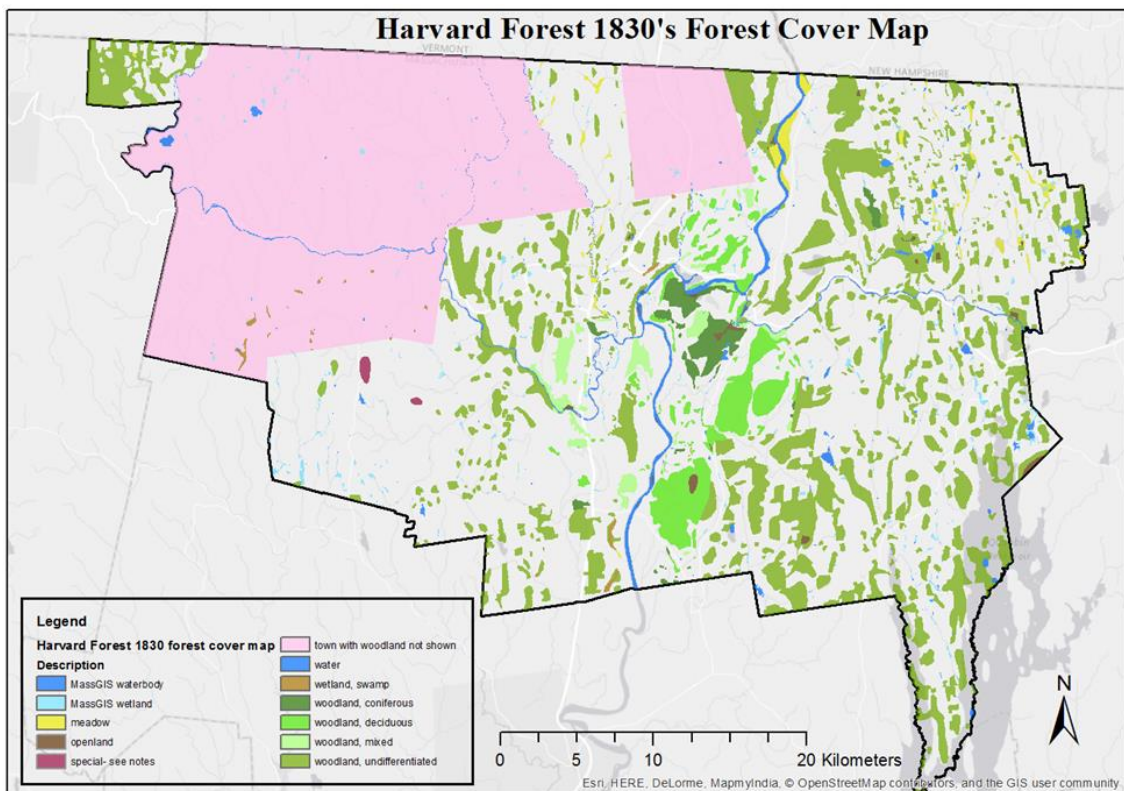 Harvard Forest 1830's Forest Cover Map
VERMONT
NEW HAMPSHIRE
Legend
Harvard Forest 1830 forest cover map
Description
MassGIS waterbody
MassGIS wetland
meadow
openland
special- see notes
town with woodland not shown
water
wetland, swamp
woodland, coniferous
woodland, deciduous
woodland, mixed
woodland, undifferentiated
N
0 5 10 20 Kilometers
Esri, HERE, DeLorme, MapmyIndia, © OpenStreetMap contributors, and the GIS user community